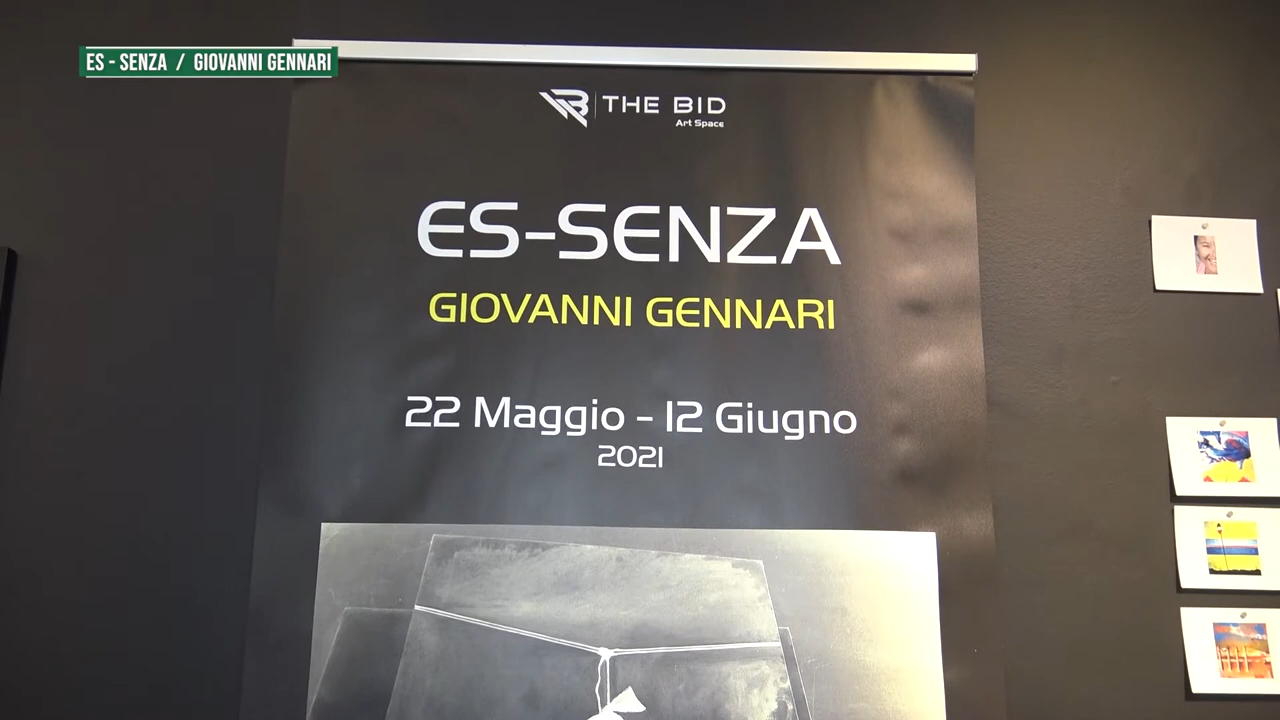 ES - SENZA / GIOVANNI GENNARI
THE BID
Art Space
ES-SENZA
GIOVANNI GENNARI
22 Maggio - 12 Giugno
2021